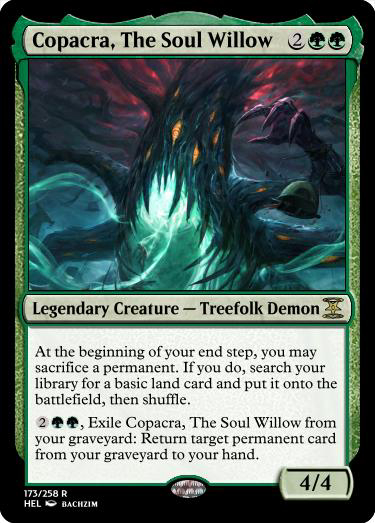 Copacra, The Soul Willow 2
Legendary Creature — Treefolk Demon
At the beginning of your end step, you may
sacrifice a permanent. If you do, search your
library for a basic land card and put it onto the
battlefield, then shuffle.
2, Exile Copacra, The Soul Willow from
your graveyard: Return target permanent card
from your graveyard to your hand.
4/4
173/258 R
HEL BACHZIM